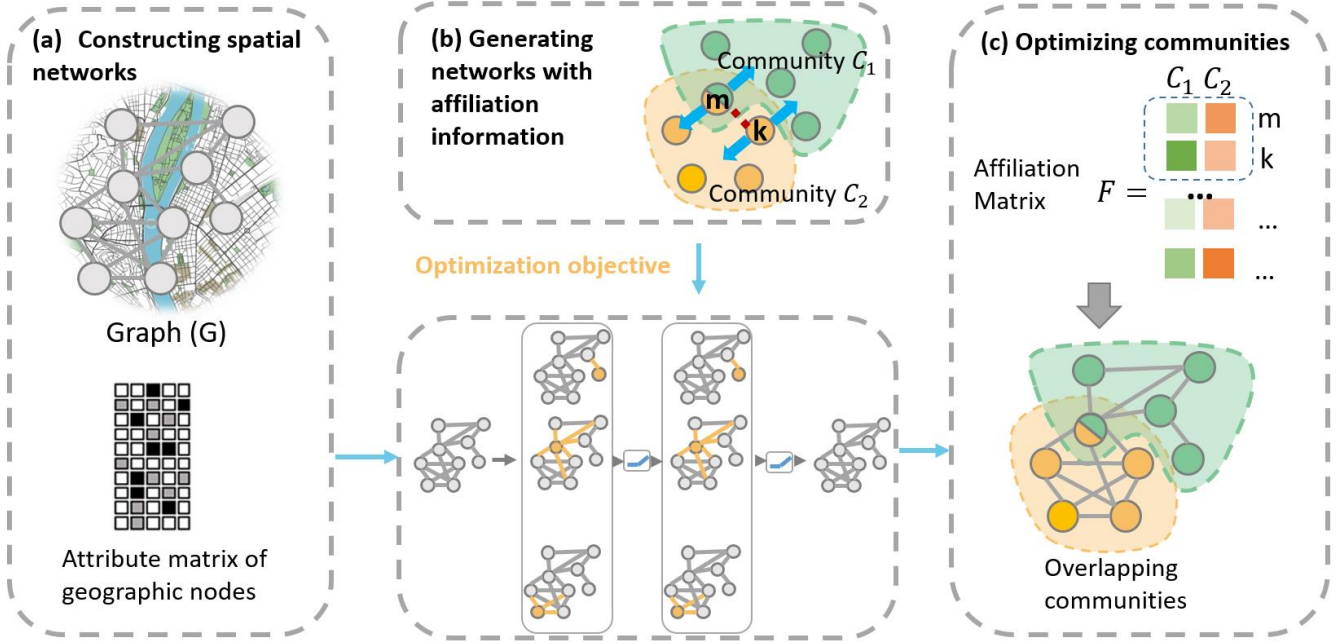 (a) Constructing spatial
networks
Graph (G)
Attribute matrix of
geographic nodes
(b) Generating
networks with
affiliation
information
Community C₁
m
k
Community C₂
Optimization objective
(c) Optimizing communities
C₁ C₂
m
k
Affiliation
Matrix
F =
...
...
...
Overlapping
communities